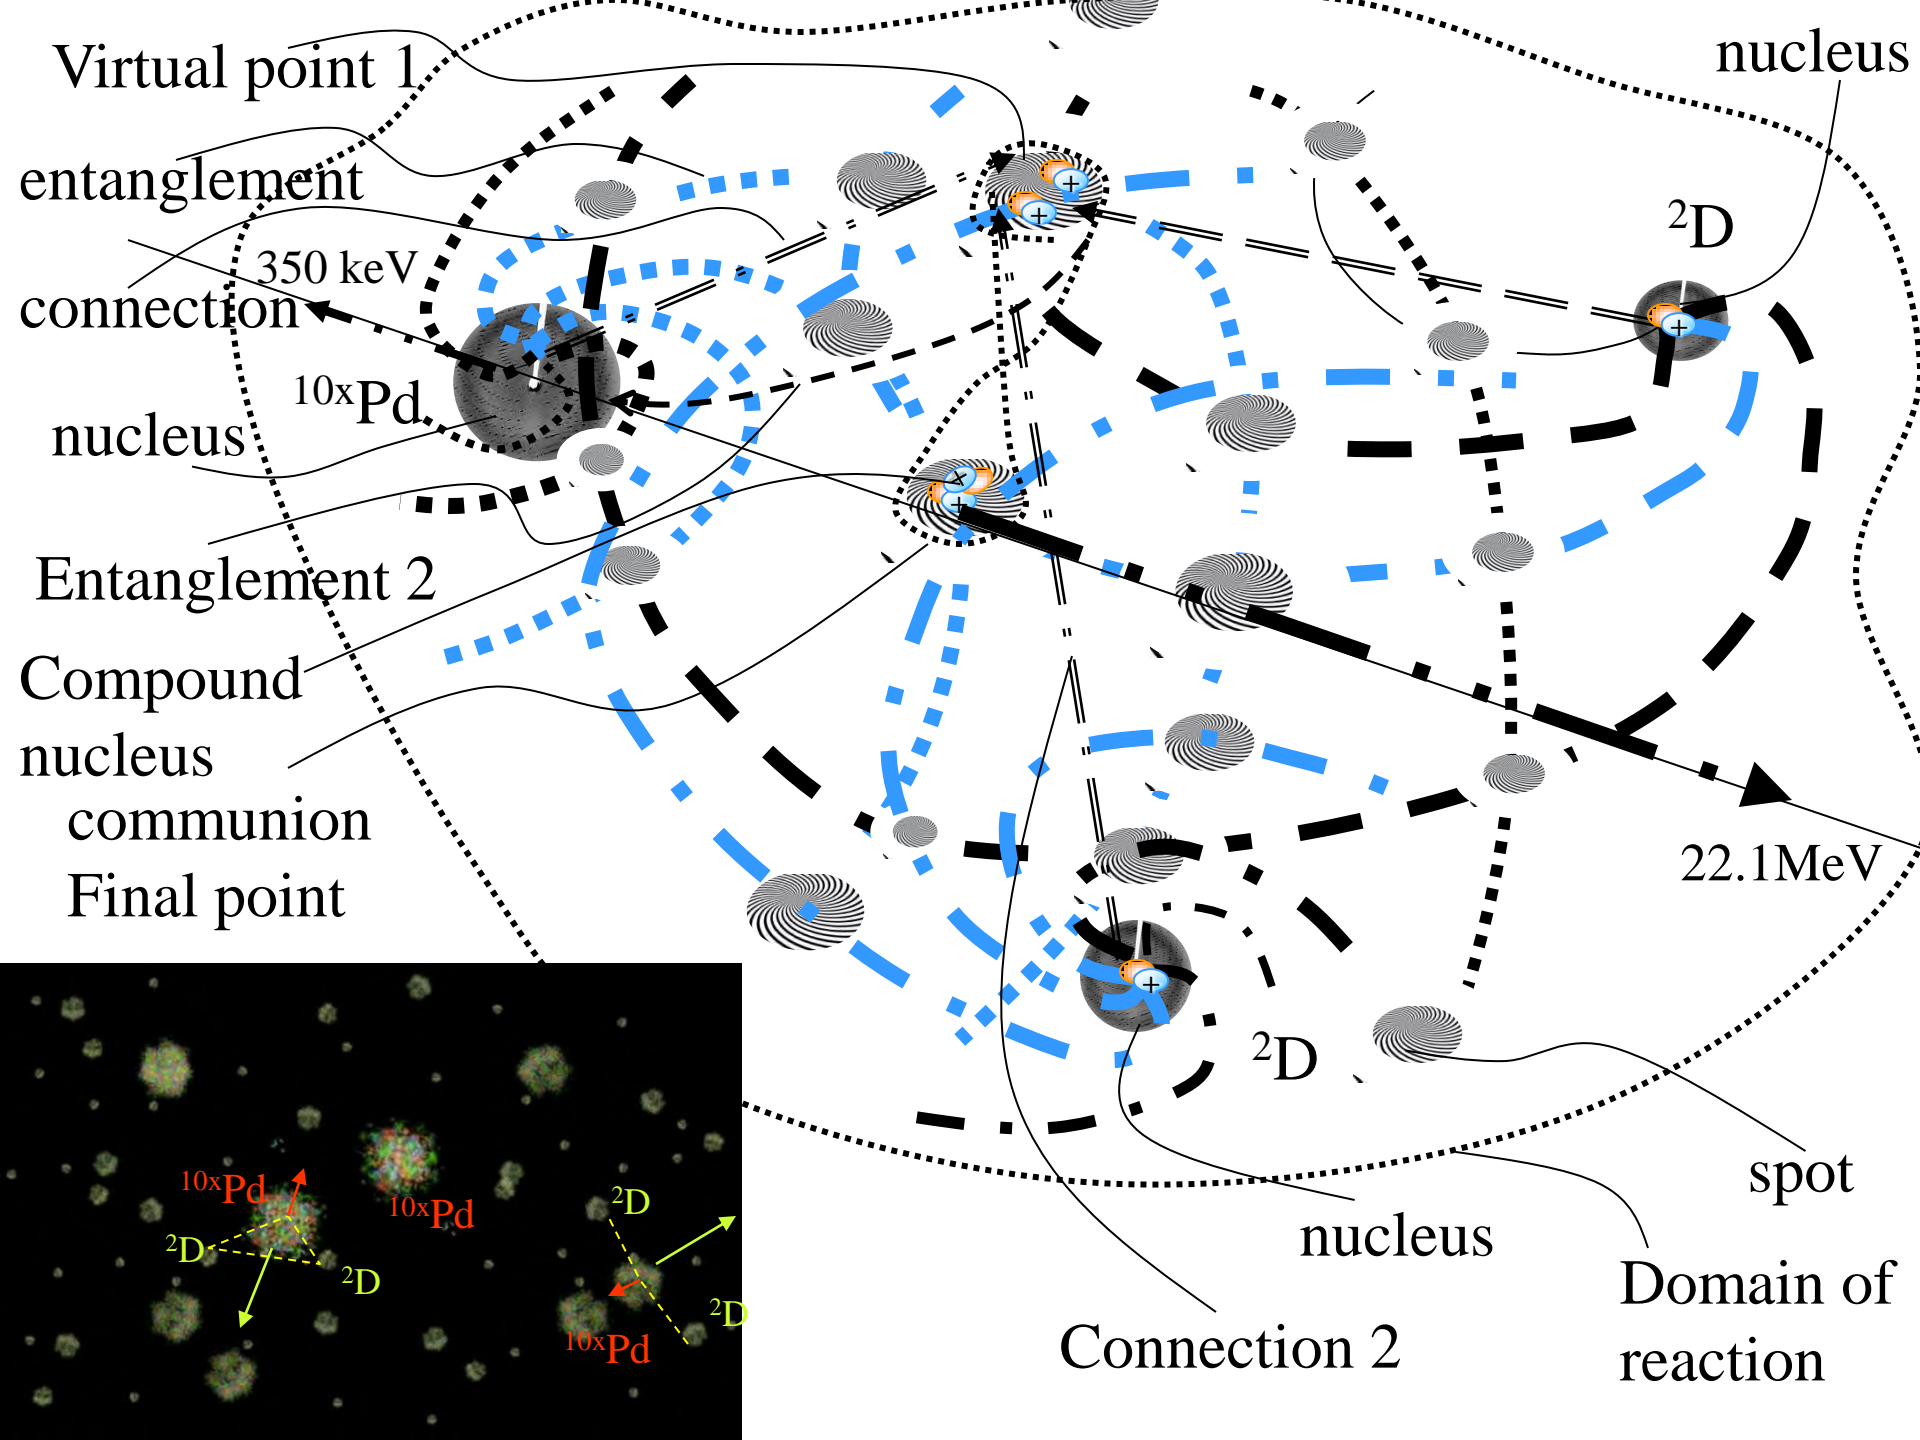 Virtual point 1
nucleus
entanglement
²D
350 keV
connection
¹⁰ˣPd
nucleus
Entanglement 2
Compound
nucleus
communion
Final point
22.1MeV
²D
spot
nucleus
Domain of
reaction
Connection 2
¹⁰ˣPd
¹⁰ˣPd
²D
²D
²D
²D
¹⁰ˣPd
+
+
+
+
+
+